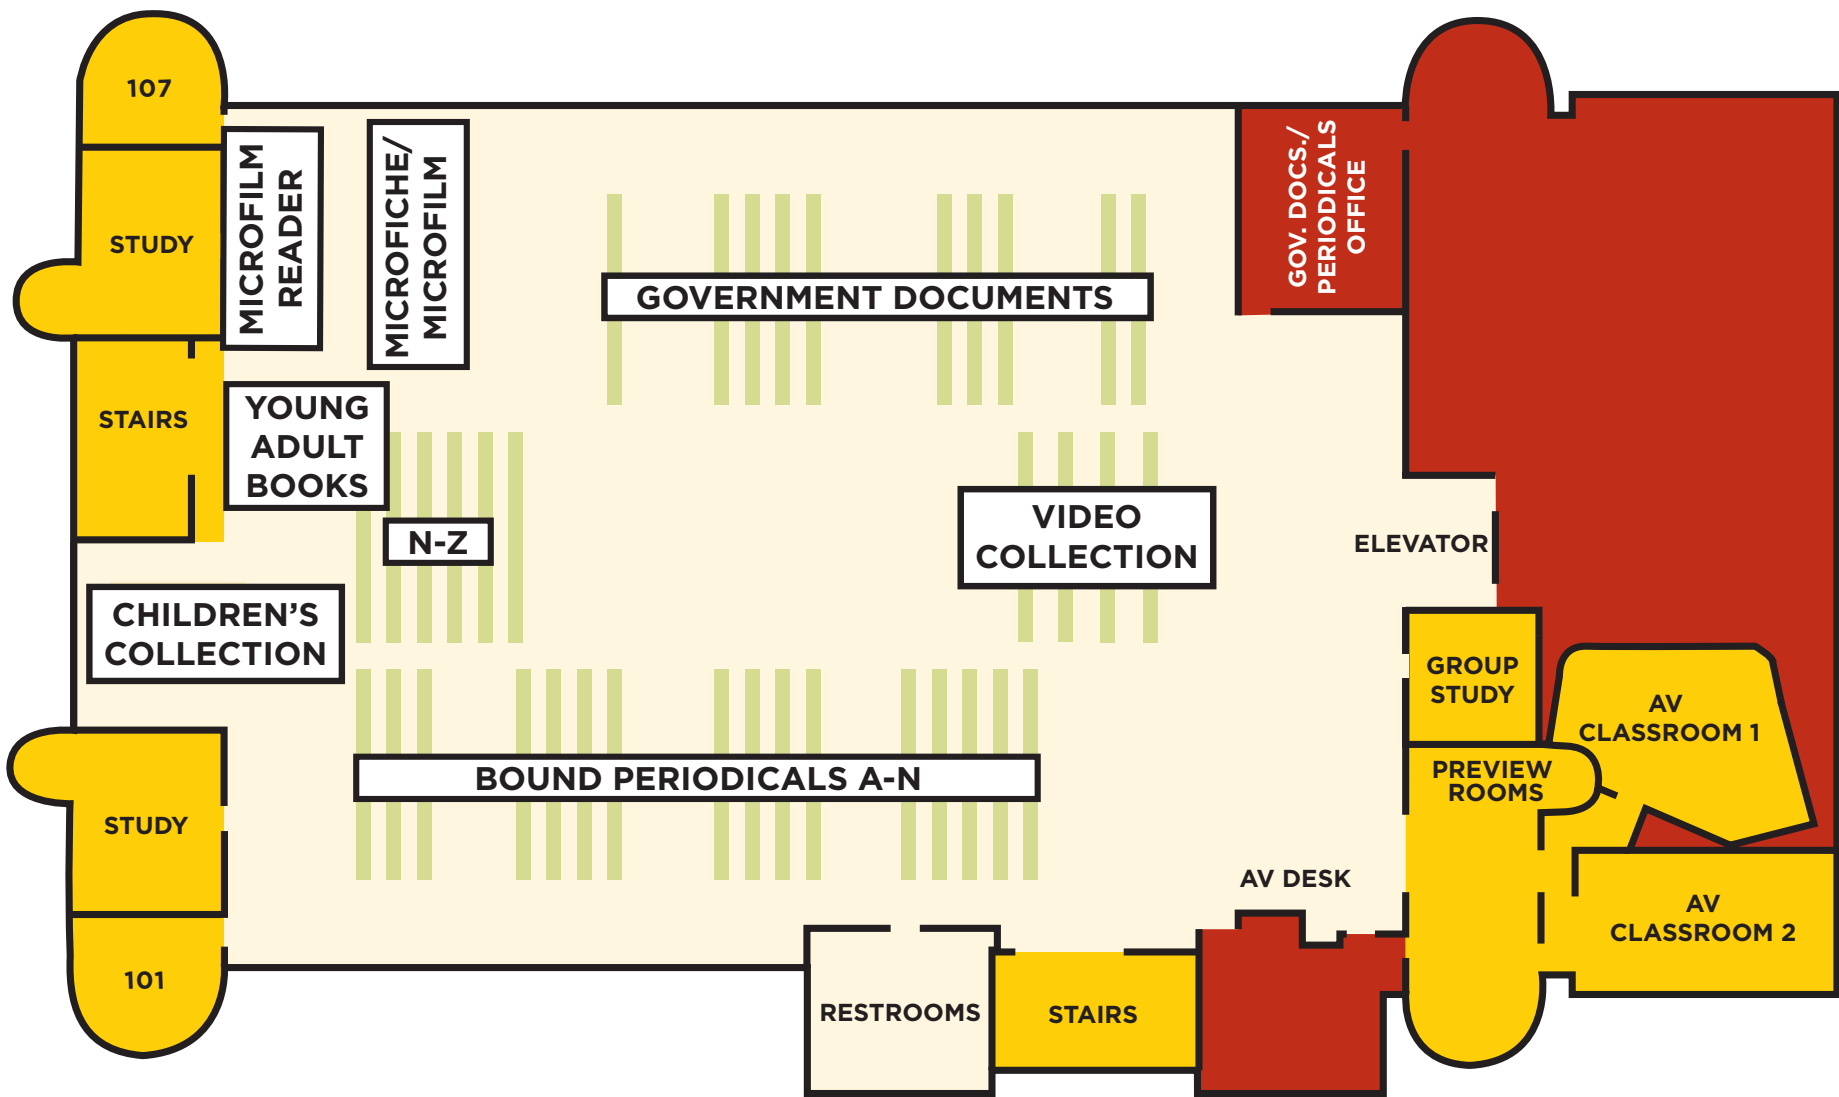 107
STUDY
MICROFILM
READER
MICROFICHE/
MICROFILM
GOVERNMENT DOCUMENTS
GOV. DOCS./
PERIODICALS
OFFICE
STAIRS
YOUNG
ADULT
BOOKS
N-Z
VIDEO
COLLECTION
ELEVATOR
CHILDREN'S
COLLECTION
GROUP
STUDY
AV
CLASSROOM 1
PREVIEW
ROOMS
BOUND PERIODICALS A-N
STUDY
AV DESK
AV
CLASSROOM 2
101
RESTROOMS
STAIRS